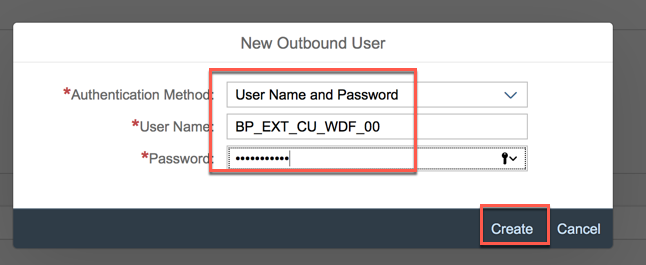 New Outbound User
*Authentication Method: User Name and Password
*User Name: BP_EXT_CU_WDF_00
*Password: •••••••••••
Create Cancel